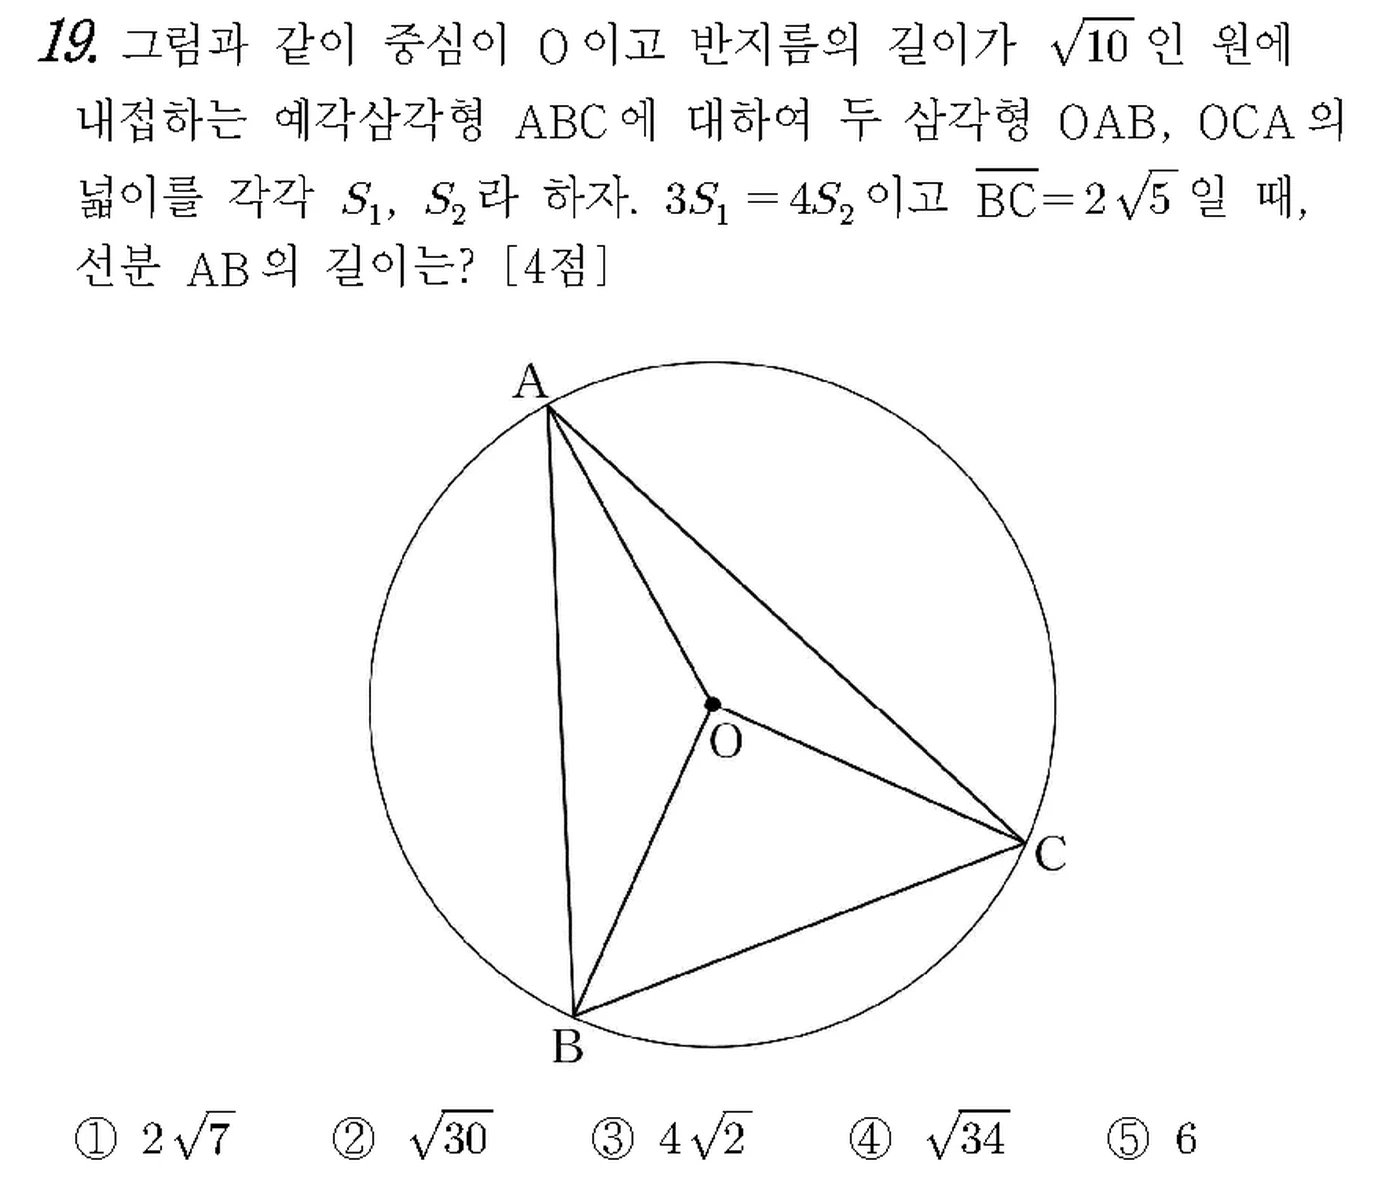 19. 그림과 같이 중심이 O이고 반지름의 길이가 √10인 원에
내접하는 예각삼각형 ABC에 대하여 두 삼각형 OAB, OCA의
넓이를 각각 S₁, S₂라 하자. 3S₁=4S₂이고 B͞C͞=2√5일 때,
선분 AB의 길이는? [4점]
A
O
C
B
① 2√7 ② √30 ③ 4√2 ④ √34 ⑤ 6